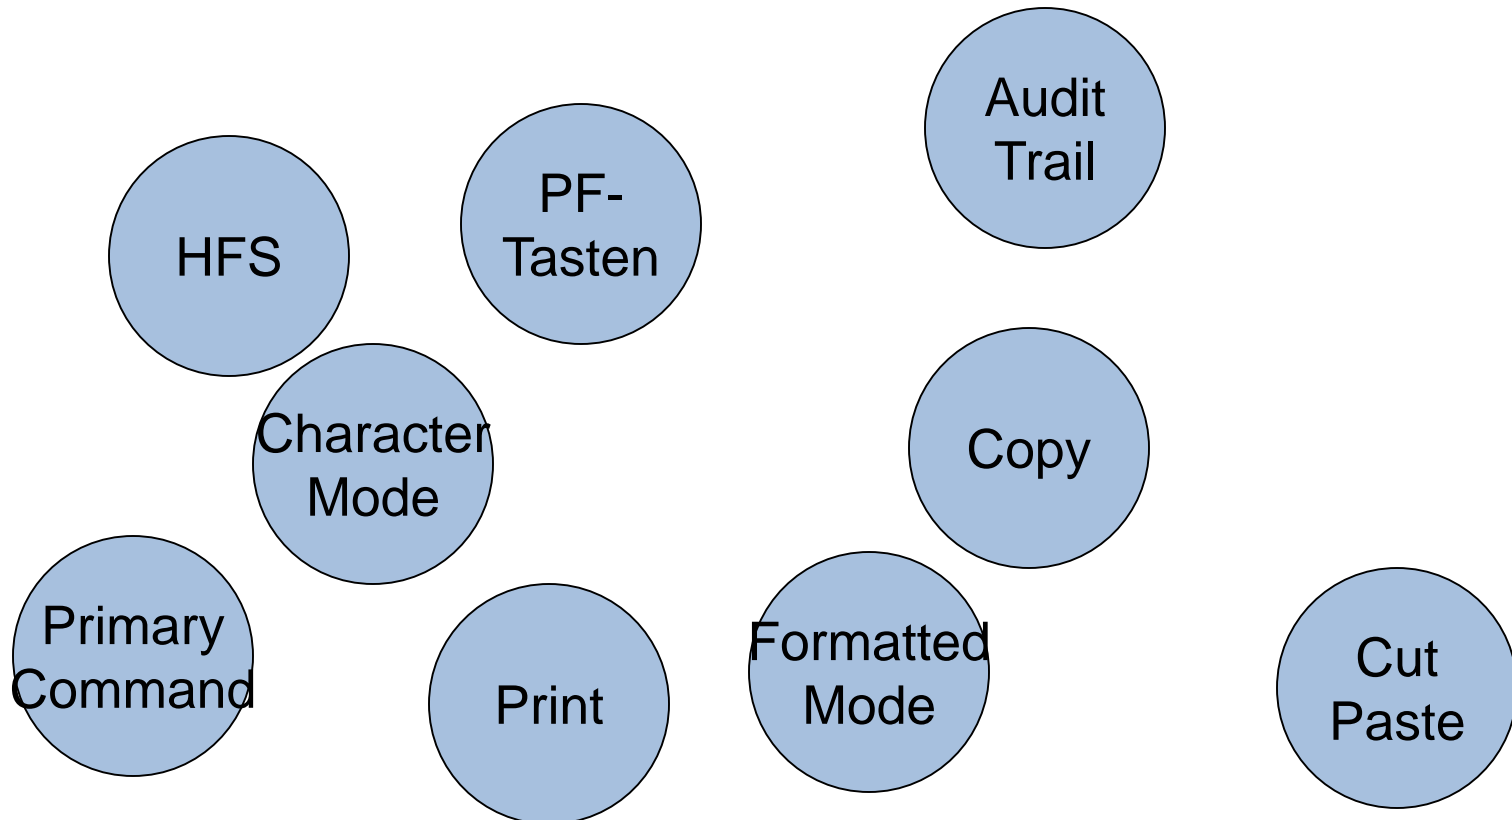 Audit
Trail
PF-
Tasten
HFS
Character
Mode
Copy
Primary
Command
Print
Formatted
Mode
Cut
Paste